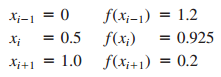 xᵢ₋₁ = 0 f(xᵢ₋₁) = 1.2
xᵢ = 0.5 f(xᵢ) = 0.925
xᵢ₊₁ = 1.0 f(xᵢ₊₁) = 0.2